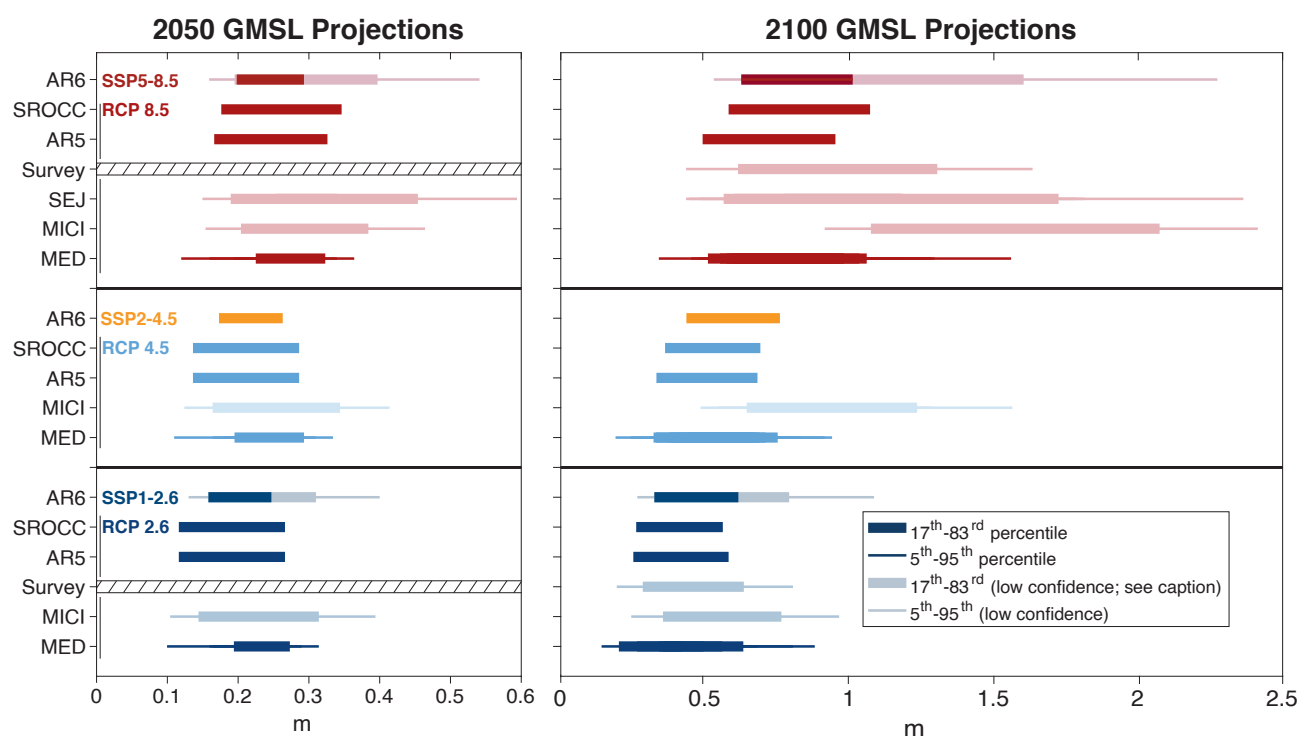 2050 GMSL Projections
2100 GMSL Projections
AR6 SSP5-8.5
SROCC RCP 8.5
AR5
Survey
SEJ
MICI
MED
AR6 SSP2-4.5
SROCC RCP 4.5
AR5
MICI
MED
AR6 SSP1-2.6
SROCC RCP 2.6
AR5
Survey
MICI
MED
17th-83rd percentile
5th-95th percentile
17th-83rd (low confidence; see caption)
5th-95th (low confidence)
0 0.1 0.2 0.3 0.4 0.5 0.6
m
0 0.5 1 1.5 2 2.5
m